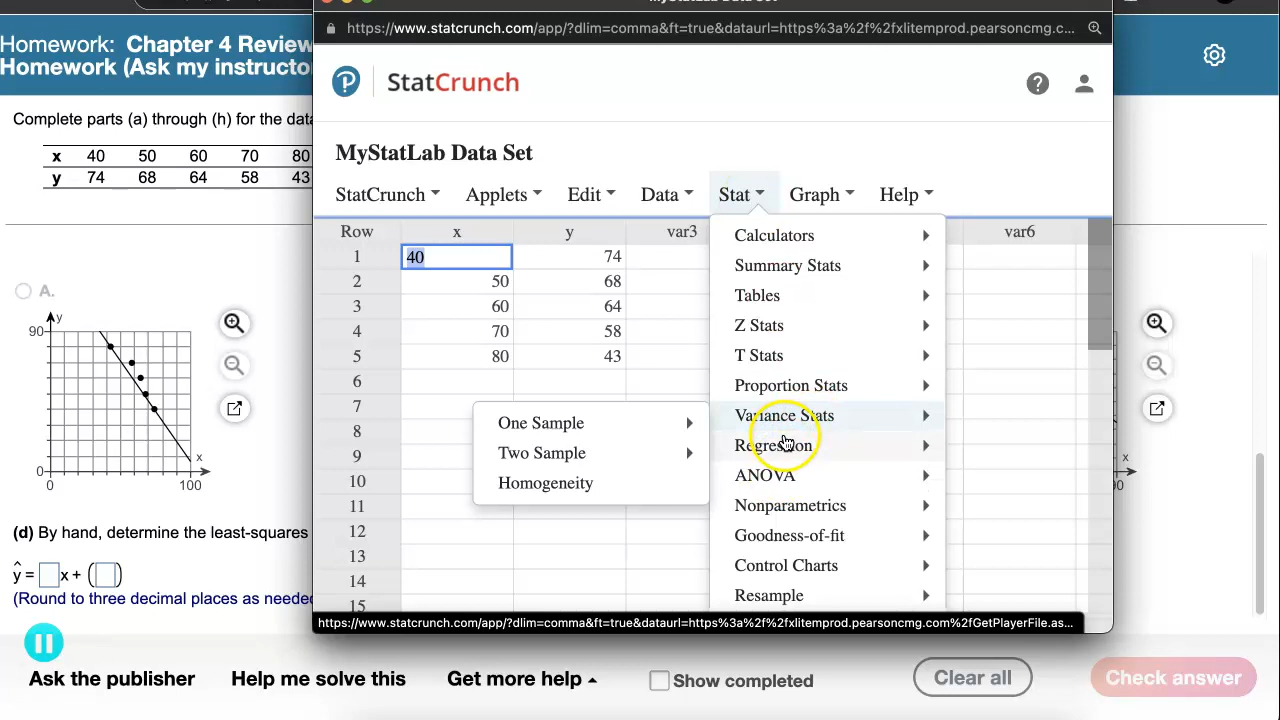 MyStatLab Data Set
https://www.statcrunch.com/app/?dlim=comma&ft=true&dataurl=https%3a%2f%2fxlitemprod.pearsoncmg.c...
Homework: Chapter 4 Review
Homework (Ask my instructo
P StatCrunch
?
MyStatLab Data Set
StatCrunch Applets Edit Data Stat Graph Help
Complete parts (a) through (h) for the data
x 40 50 60 70 80
y 74 68 64 58 43
Row x y var3 var6
1 40 74
2 50 68
3 60 64
4 70 58
5 80 43
6
7
8
9
10
11
12
13
14
15
Calculators
Summary Stats
Tables
Z Stats
T Stats
Proportion Stats
Variance Stats
Regression
ANOVA
Nonparametrics
Goodness-of-fit
Control Charts
Resample
One Sample
Two Sample
Homogeneity
A.
90 y
x
0
0 100
x
00
(d) By hand, determine the least-squares
ŷ = x + ( )
(Round to three decimal places as needed
https://www.statcrunch.com/app/?dlim=comma&ft=true&dataurl=https%3a%2f%2fxlitemprod.pearsoncmg.com%2fGetPlayerFile.as...
Ask the publisher Help me solve this Get more help Show completed Clear all Check answer